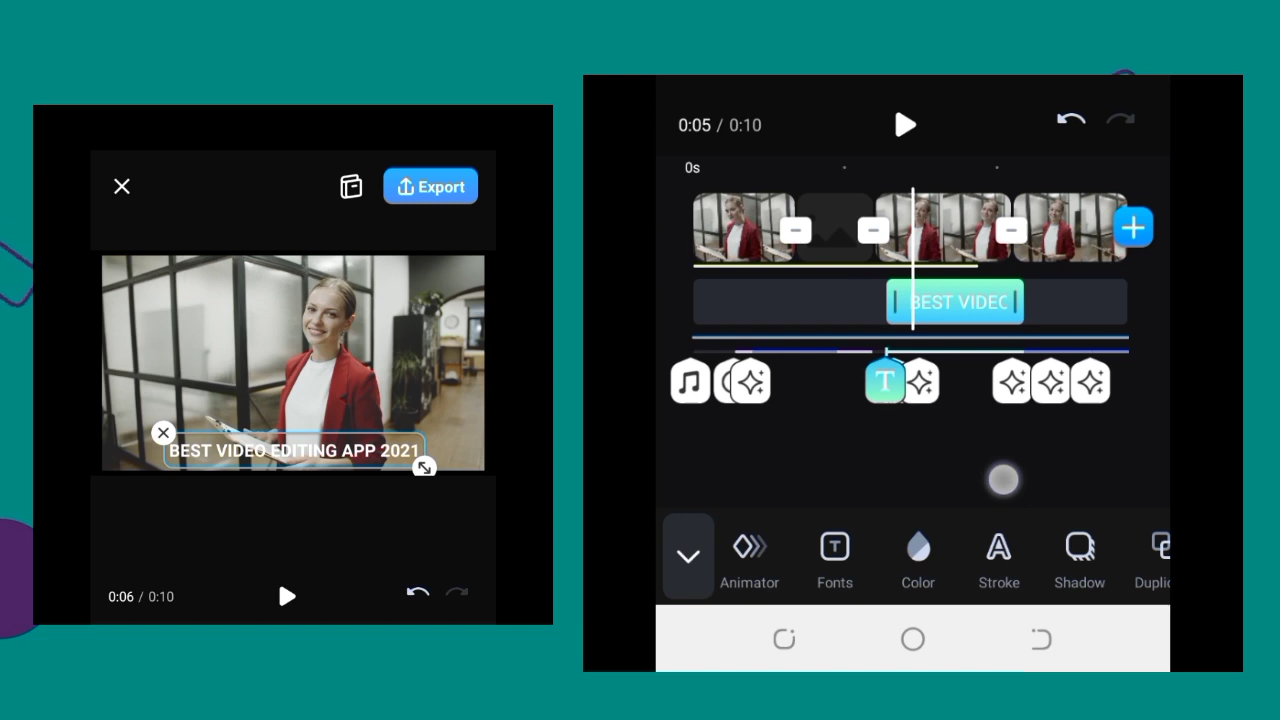 Export
BEST VIDEO EDITING APP 2021
0:06 / 0:10
0:05 / 0:10
0s
BEST VIDEO
T
Animator
Fonts
Color
Stroke
Shadow
Duplic